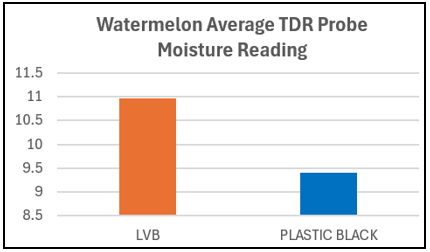 Watermelon Average TDR Probe
Moisture Reading
11.5
11
10.5
10
9.5
9
8.5
LVB PLASTIC BLACK